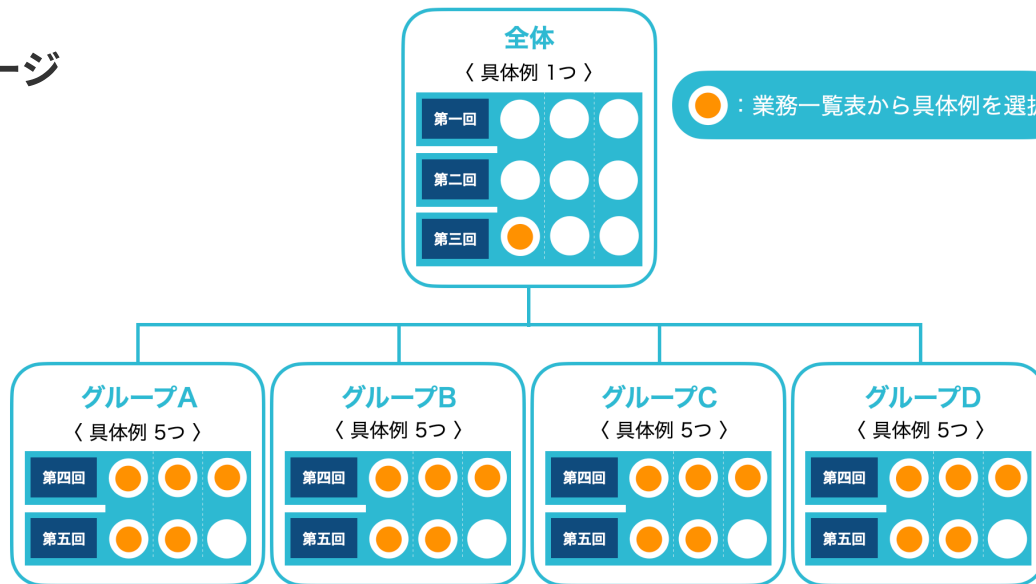 ージ
全体
〈 具体例 1つ 〉
第一回
第二回
第三回
：業務一覧表から具体例を選択
グループA
〈 具体例 5つ 〉
第四回
第五回
グループB
〈 具体例 5つ 〉
第四回
第五回
グループC
〈 具体例 5つ 〉
第四回
第五回
グループD
〈 具体例 5つ 〉
第四回
第五回